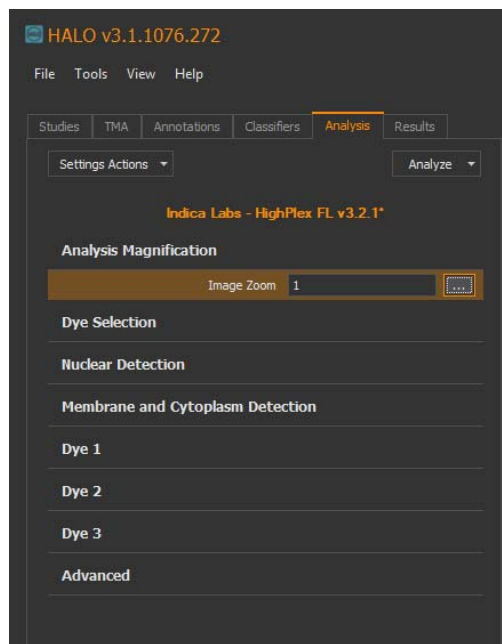 HALO v3.1.1076.272
File Tools View Help
Studies TMA Annotations Classifiers Analysis Results
Settings Actions Analyze
Indica Labs - HighPlex FL v3.2.1*
Analysis Magnification
Image Zoom 1 ...
Dye Selection
Nuclear Detection
Membrane and Cytoplasm Detection
Dye 1
Dye 2
Dye 3
Advanced